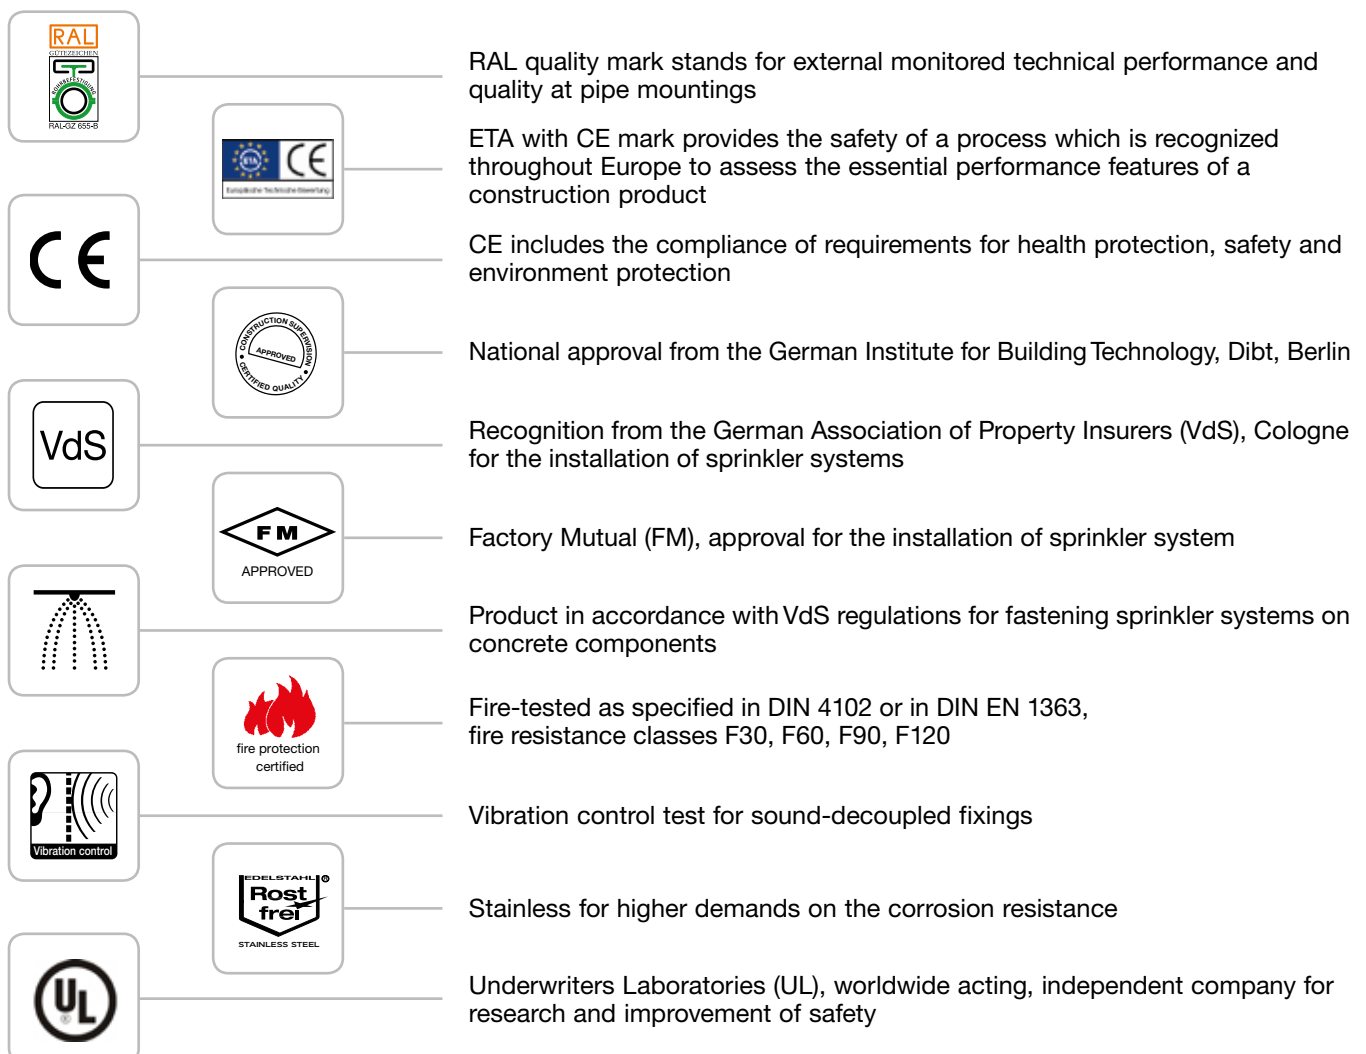 RAL
GÜTEZEICHEN
ROHRBEFESTIGUNG
RAL-GZ 655-B
RAL quality mark stands for external monitored technical performance and
quality at pipe mountings
ETA
CE
Europäische Technische Bewertung
ETA with CE mark provides the safety of a process which is recognized
throughout Europe to assess the essential performance features of a
construction product
CE
CE includes the compliance of requirements for health protection, safety and
environment protection
CONSTRUCTION SUPERVISION
APPROVED
CERTIFIED QUALITY
National approval from the German Institute for Building Technology, Dibt, Berlin
VdS
Recognition from the German Association of Property Insurers (VdS), Cologne
for the installation of sprinkler systems
FM
APPROVED
Factory Mutual (FM), approval for the installation of sprinkler system
Product in accordance with VdS regulations for fastening sprinkler systems on
concrete components
fire protection
certified
Fire-tested as specified in DIN 4102 or in DIN EN 1363,
fire resistance classes F30, F60, F90, F120
Vibration control
Vibration control test for sound-decoupled fixings
EDELSTAHL ®
Rost
frei
STAINLESS STEEL
Stainless for higher demands on the corrosion resistance
UL
®
Underwriters Laboratories (UL), worldwide acting, independent company for
research and improvement of safety